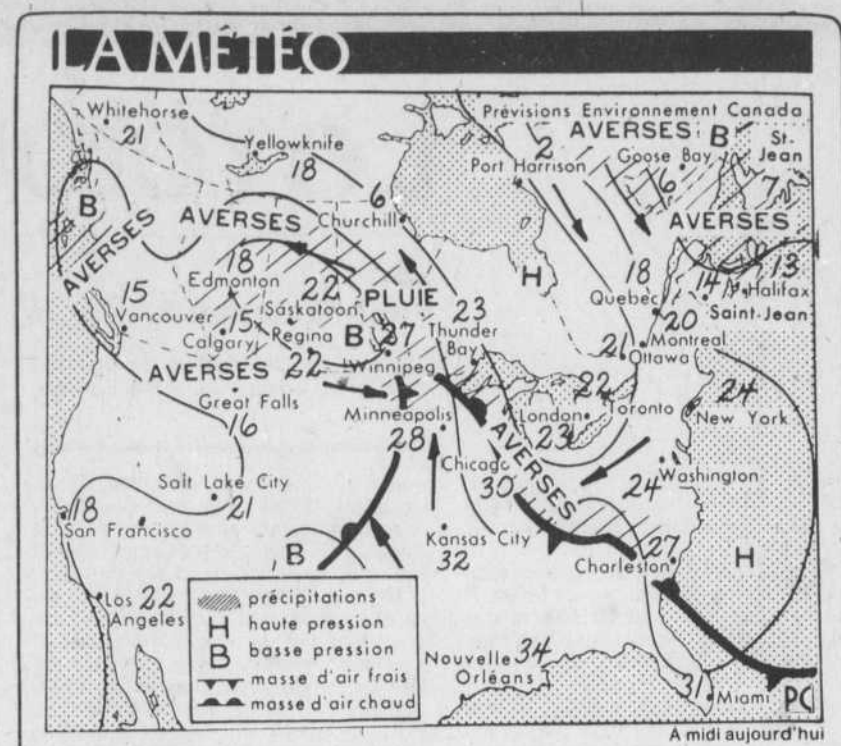 LA MÉTÉO
Prévisions Environnement Canada
Whitehorse
21
Yellowknife
18
Port Harrison
2
AVERSES
B
Goose Bay
6
St-
Jean
7
B
AVERSES
AVERSES
Churchill
6
AVERSES
H
18
Edmonton
22
Saskatoon
PLUIE
23
18
Quebec
20
14
13
Halifax
Saint-Jean
15
Vancouver
15
Calgary
Regina
22
B
27
Winnipeg
Thunder
Bay
21
Montreal
Ottawa
AVERSES
Great Falls
16
Minneapolis
28
London
23
22
Toronto
24
New York
Chicago
30
AVERSES
Salt Lake City
21
24
Washington
18
San Francisco
Kansas City
32
27
Charleston
H
B
Los
Angeles
22
précipitations
H haute pression
B basse pression
masse d'air frais
masse d'air chaud
Nouvelle
Orléans
34
31
Miami
PC
A midi aujourd'hui